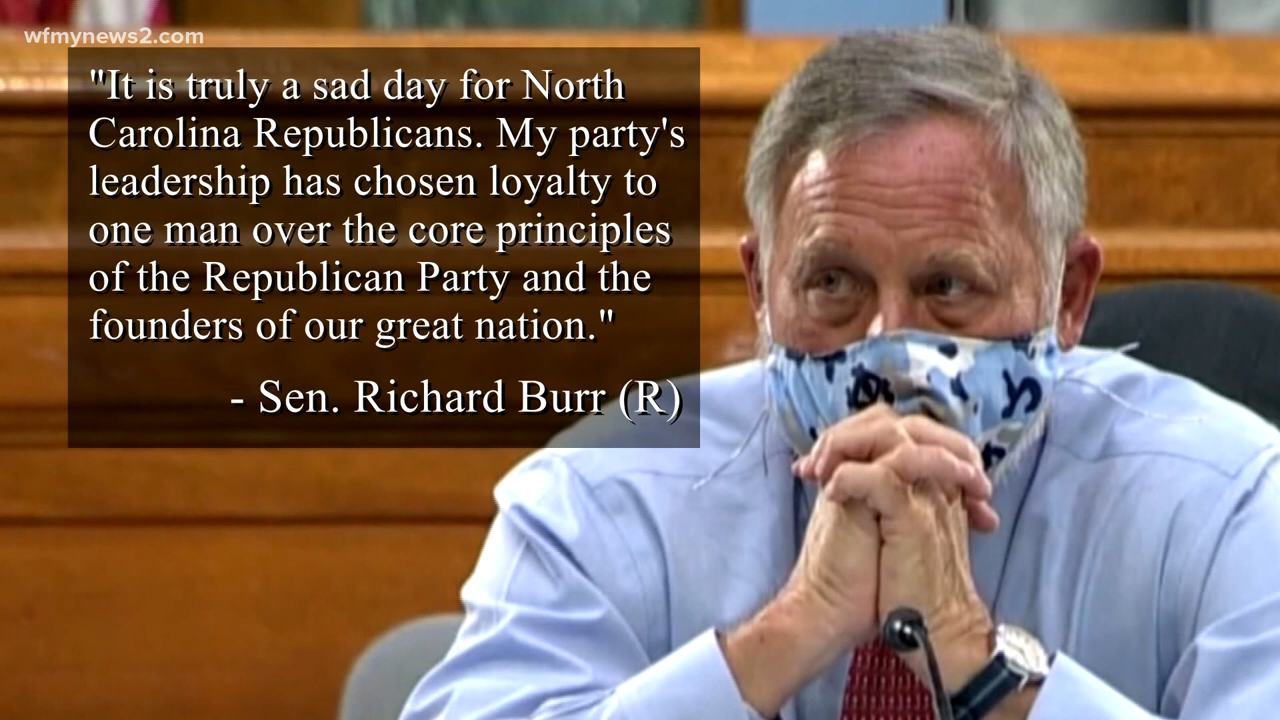 wfmynews2.com
"It is truly a sad day for North
Carolina Republicans. My party's
leadership has chosen loyalty to
one man over the core principles
of the Republican Party and the
founders of our great nation."
- Sen. Richard Burr (R)